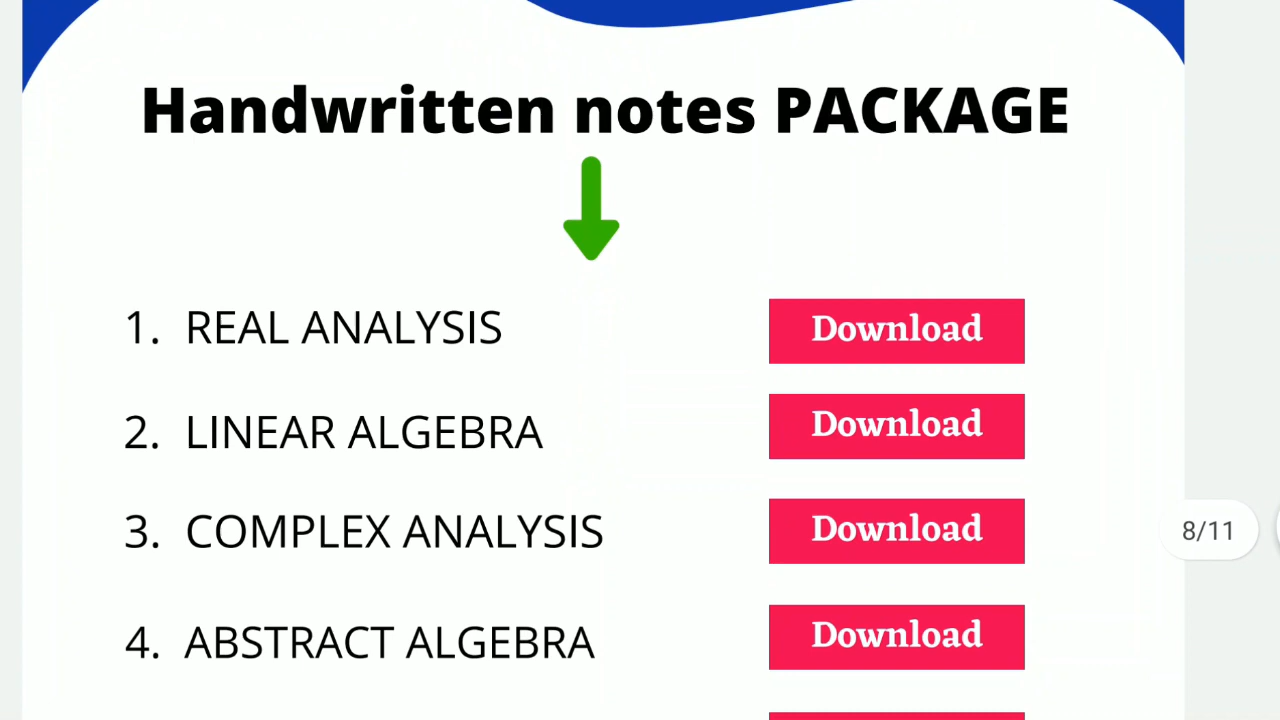 Handwritten notes PACKAGE
1. REAL ANALYSIS Download
2. LINEAR ALGEBRA Download
3. COMPLEX ANALYSIS Download
8/11
4. ABSTRACT ALGEBRA Download